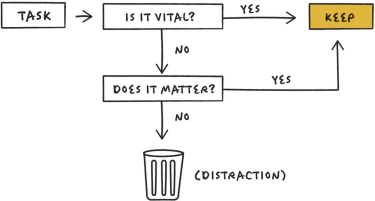 TASK
IS IT VITAL?
YES
KEEP
NO
DOES IT MATTER?
YES
NO
(DISTRACTION)